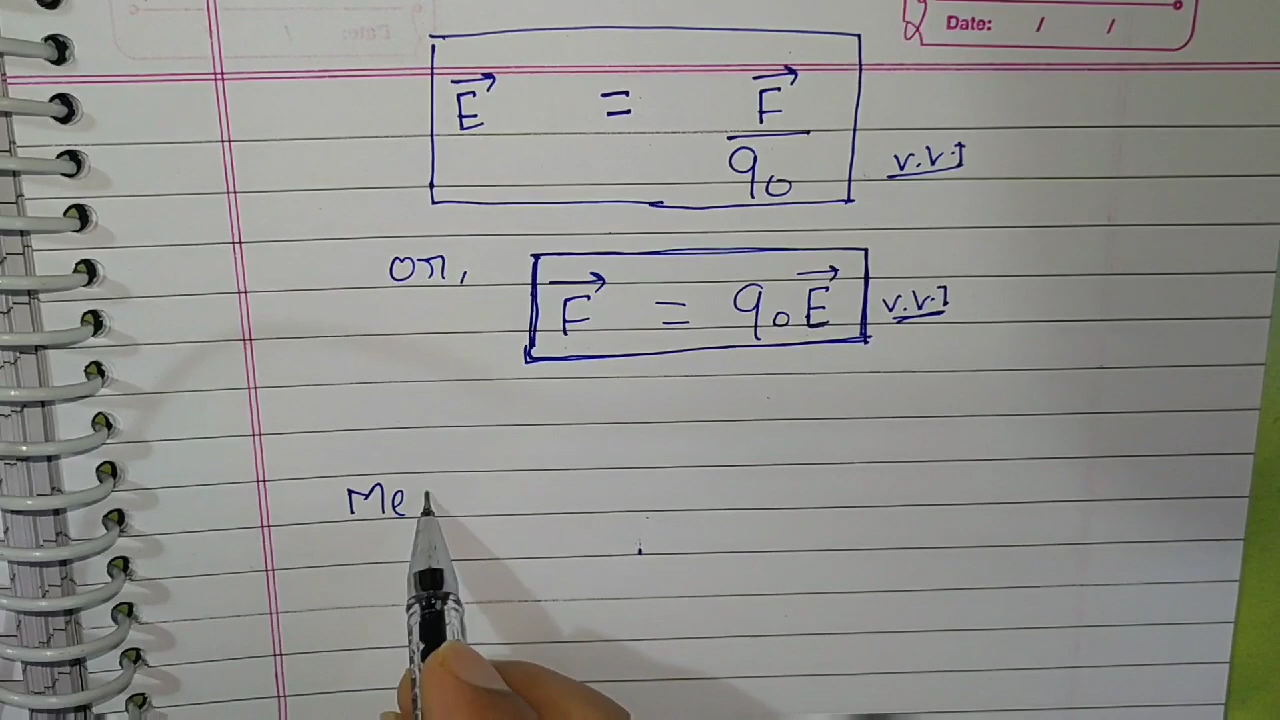 Date: / /
E⃗ = F⃗ / q₀ V.V.I
or,
F⃗ = q₀E⃗ V.V.I
Me